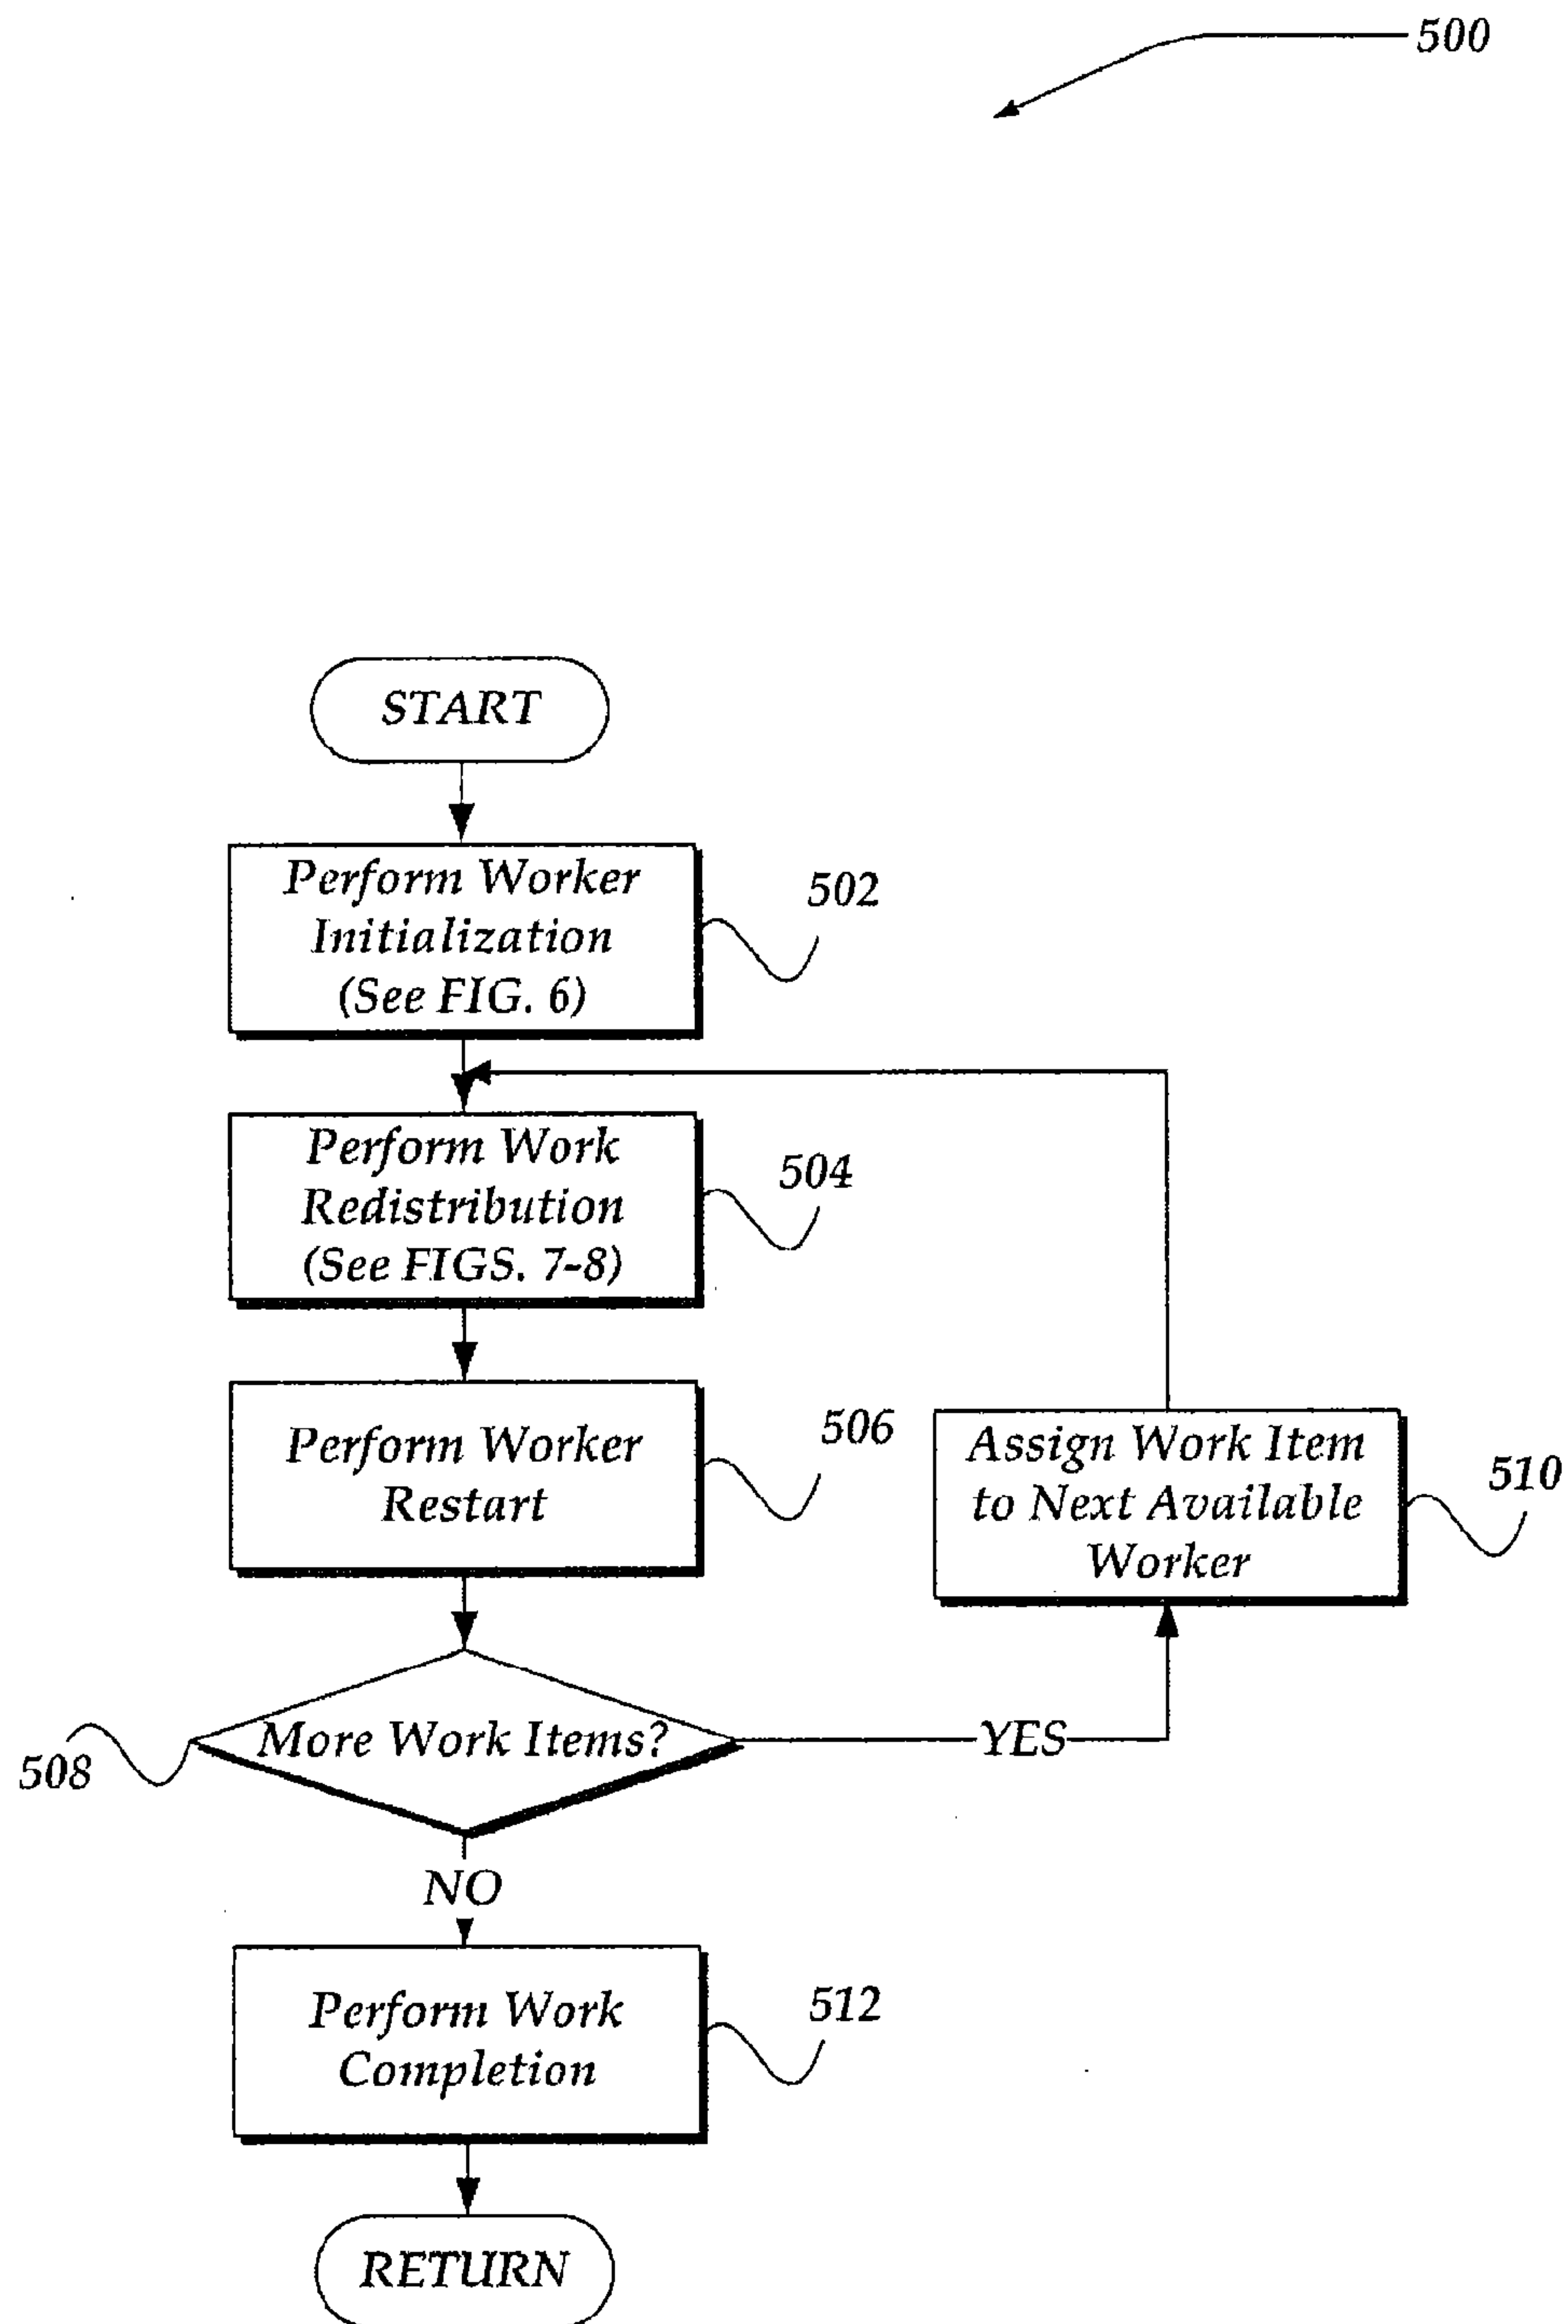 500
START
Perform Worker
Initialization
(See FIG. 6)
502
Perform Work
Redistribution
(See FIGS. 7-8)
504
Perform Worker
Restart
506
Assign Work Item
to Next Available
Worker
510
More Work Items?
508
YES
NO
Perform Work
Completion
512
RETURN